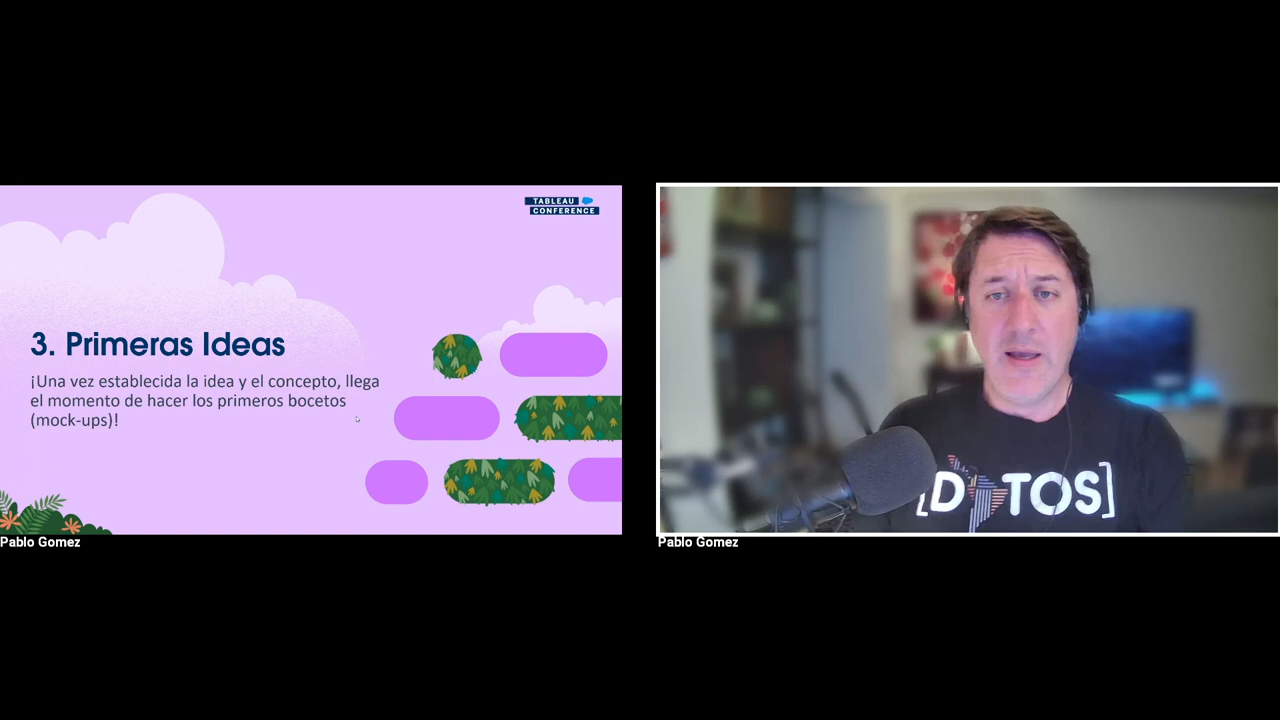 TABLEAU
CONFERENCE
3. Primeras Ideas
¡Una vez establecida la idea y el concepto, llega
el momento de hacer los primeros bocetos
(mock-ups)!
Pablo Gomez
[DATOS]
Pablo Gomez